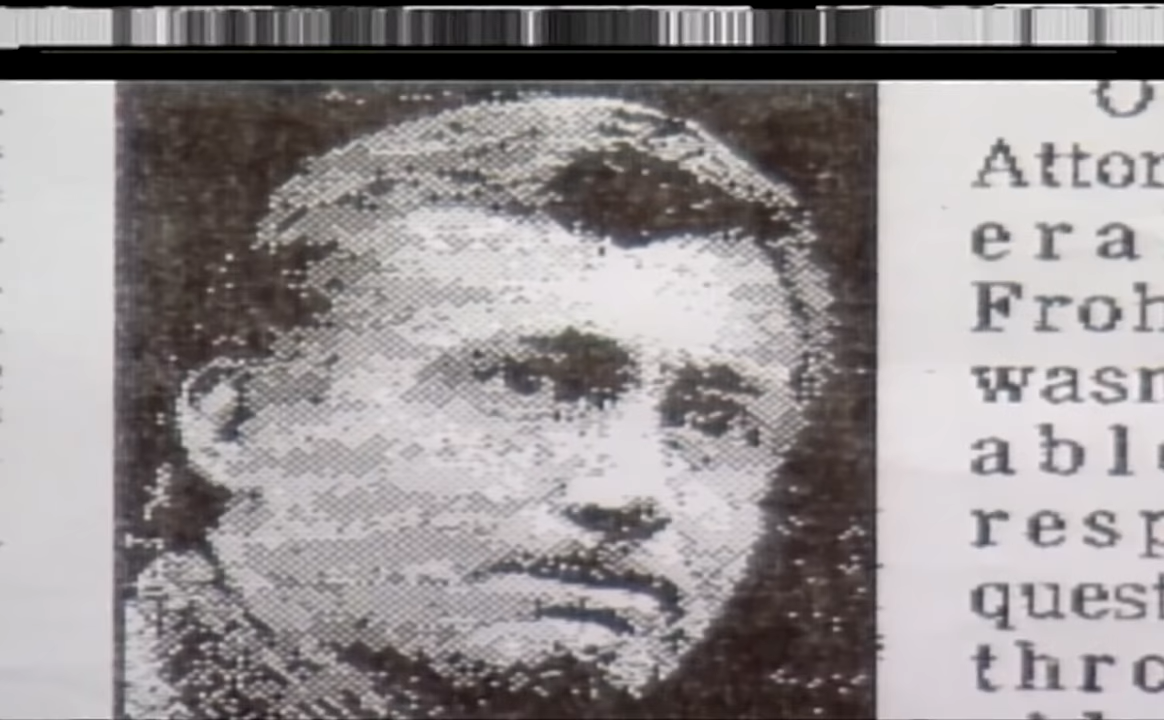 O
Attor
era
Froh
wasn
abl
resp
quest
thro